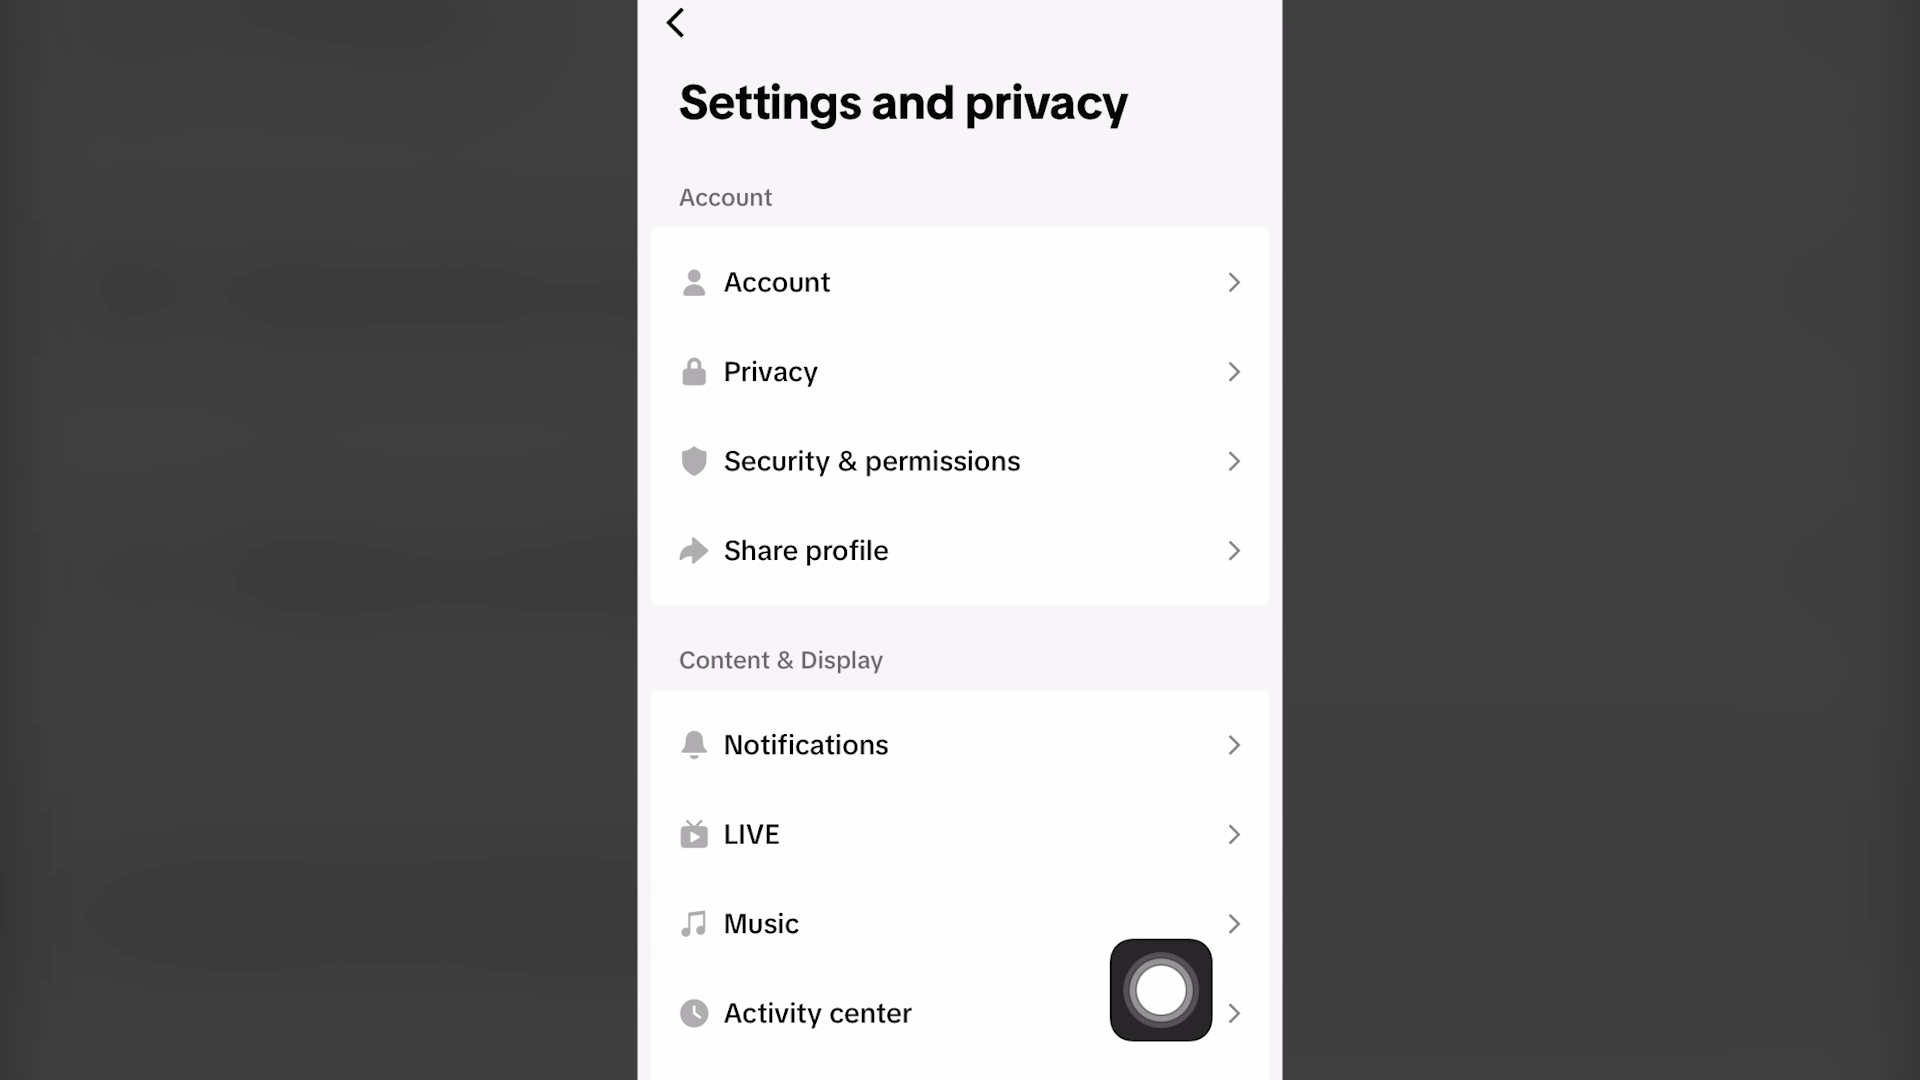 Settings and privacy
Account
Account
Privacy
Security & permissions
Share profile
Content & Display
Notifications
LIVE
Music
Activity center